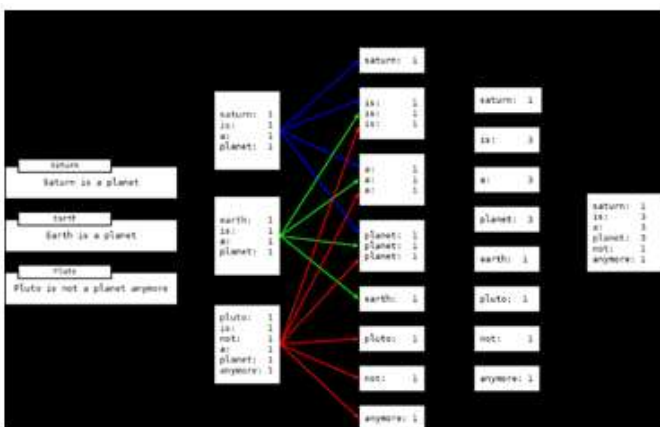 Saturn
Saturn is a planet
Earth
Earth is a planet
Pluto
Pluto is not a planet anymore
saturn: 1
is: 1
a: 1
planet: 1
earth: 1
is: 1
a: 1
planet: 1
pluto: 1
is: 1
not: 1
a: 1
planet: 1
anymore: 1
saturn: 1
is: 1
is: 1
is: 1
a: 1
a: 1
a: 1
planet: 1
planet: 1
planet: 1
earth: 1
pluto: 1
not: 1
anymore: 1
saturn: 1
is: 3
a: 3
planet: 3
earth: 1
pluto: 1
not: 1
anymore: 1
saturn: 1
is: 3
a: 3
planet: 3
not: 1
anymore: 1